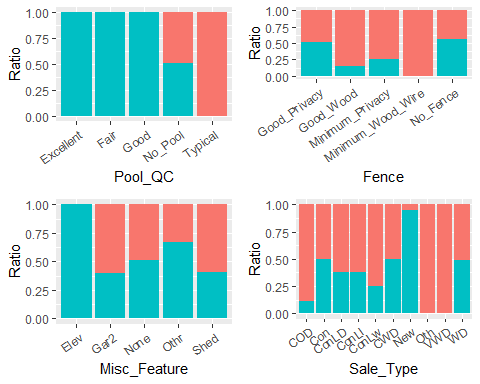 Ratio
1.00
0.75
0.50
0.25
0.00
Excellent
Fair
Good
No_Pool
Typical
Pool_QC
Ratio
1.00
0.75
0.50
0.25
0.00
Good_Privacy
Good_Wood
Minimum_Privacy
Minimum_Wood_Wire
No_Fence
Fence
Ratio
1.00
0.75
0.50
0.25
0.00
Elev
Gar2
None
Othr
Shed
Misc_Feature
Ratio
1.00
0.75
0.50
0.25
0.00
COD
Con
ConLD
ConLI
ConLw
CWD
New
Oth
VWD
WD
Sale_Type